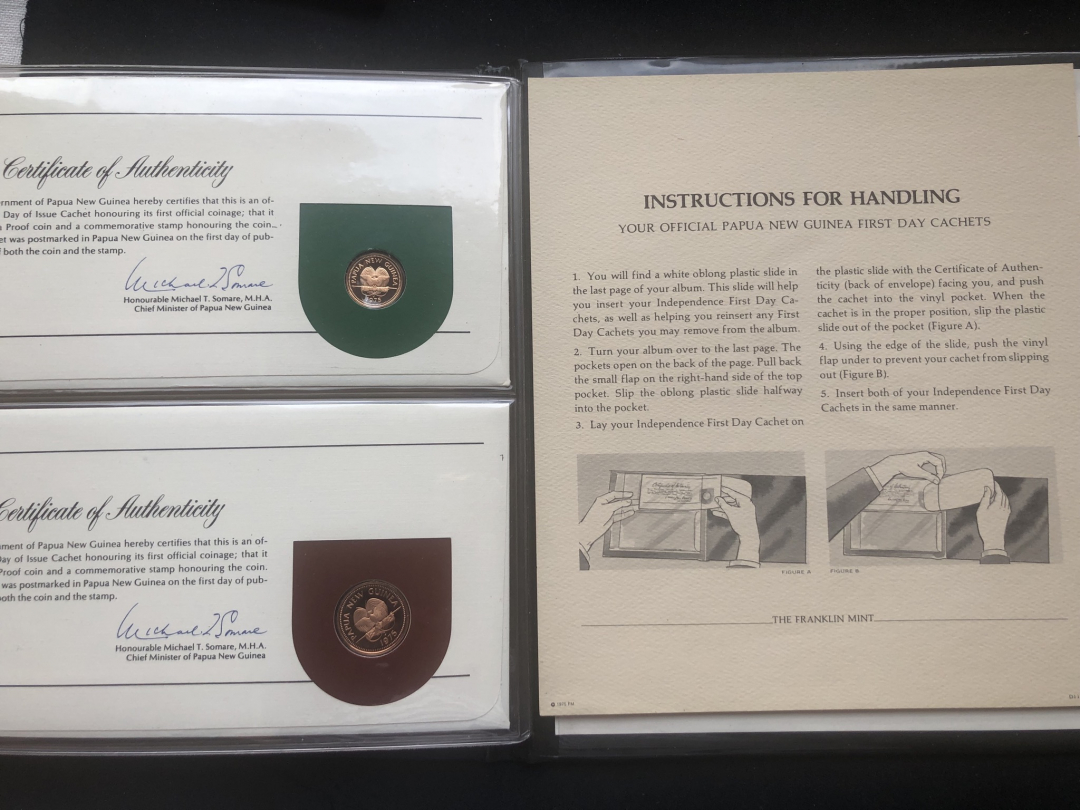 Certificate of Authenticity
rnment of Papua New Guinea hereby certifies that this is an of-
Day of Issue Cachet honouring its first official coinage; that it
Proof coin and a commemorative stamp honouring the coin.
et was postmarked in Papua New Guinea on the first day of pub-
both the coin and the stamp.
Michael T Somare
Honourable Michael T. Somare, M.H.A.
Chief Minister of Papua New Guinea
PAPUA NEW GUINEA
1975
Certificate of Authenticity
nment of Papua New Guinea hereby certifies that this is an of-
Day of Issue Cachet honouring its first official coinage; that it
Proof coin and a commemorative stamp honouring the coin.
was postmarked in Papua New Guinea on the first day of pub-
oth the coin and the stamp.
Michael T Somare
Honourable Michael T. Somare, M.H.A.
Chief Minister of Papua New Guinea
PAPUA NEW GUINEA
1975
INSTRUCTIONS FOR HANDLING
YOUR OFFICIAL PAPUA NEW GUINEA FIRST DAY CACHETS
1. You will find a white oblong plastic slide in
the last page of your album. This slide will help
you insert your Independence First Day Ca-
chets, as well as helping you reinsert any First
Day Cachets you may remove from the album.
2. Turn your album over to the last page. The
pockets open on the back of the page. Pull back
the small flap on the right-hand side of the top
pocket. Slip the oblong plastic slide halfway
into the pocket.
3. Lay your Independence First Day Cachet on
the plastic slide with the Certificate of Authen-
ticity (back of envelope) facing you, and push
the cachet into the vinyl pocket. When the
cachet is in the proper position, slip the plastic
slide out of the pocket (Figure A).
4. Using the edge of the slide, push the vinyl
flap under to prevent your cachet from slipping
out (Figure B).
5. Insert both of your Independence First Day
Cachets in the same manner.
FIGURE A
FIGURE B
THE FRANKLIN MINT
© 1975 FM